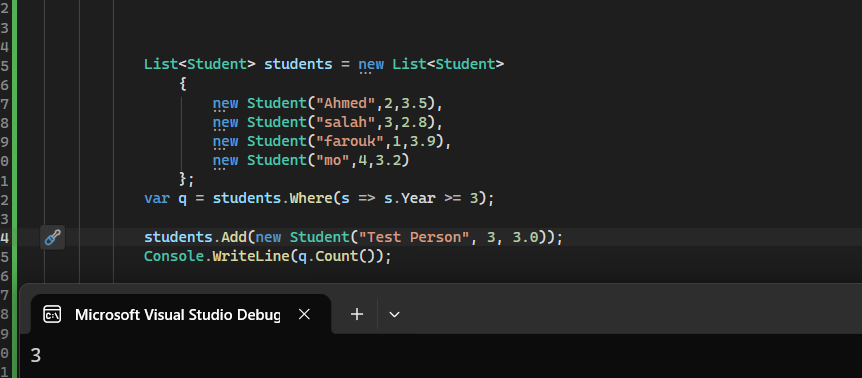 2
3
4
5 List<Student> students = new List<Student>
6 {
7 new Student("Ahmed",2,3.5),
8 new Student("salah",3,2.8),
9 new Student("farouk",1,3.9),
0 new Student("mo",4,3.2)
1 };
2 var q = students.Where(s => s.Year >= 3);
3
4 students.Add(new Student("Test Person", 3, 3.0));
5 Console.WriteLine(q.Count());
6
7
8 Microsoft Visual Studio Debug
9
0 3
1